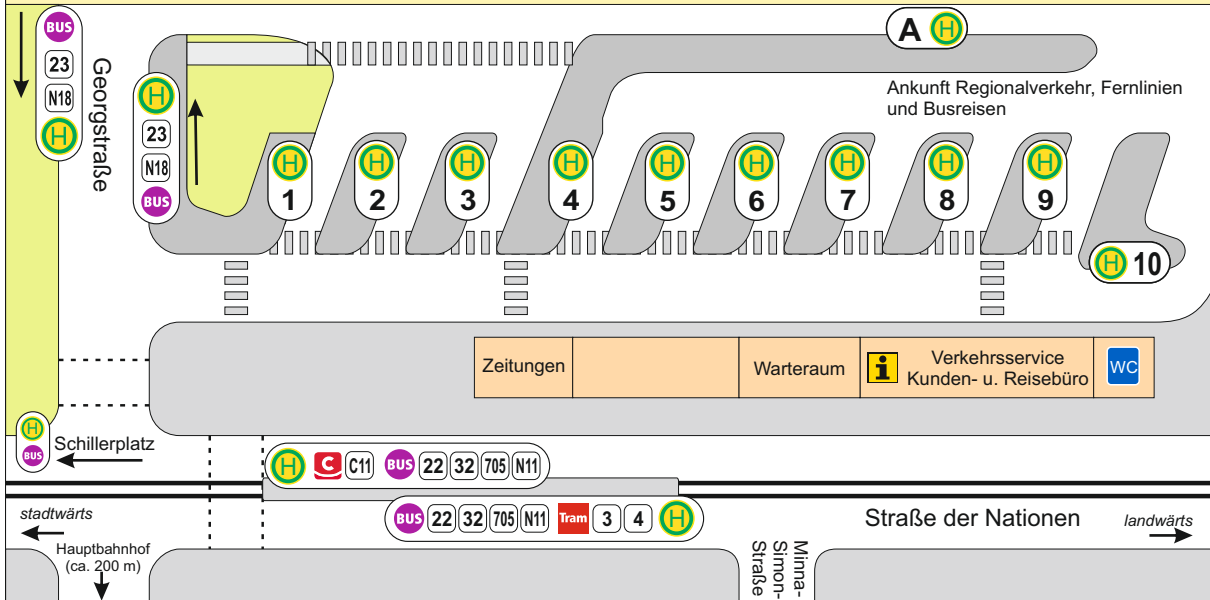 BUS
23
N18
H
Georgstraße
H
23
N18
BUS
A H
Ankunft Regionalverkehr, Fernlinien
und Busreisen
H
1
H
2
H
3
H
4
H
5
H
6
H
7
H
8
H
9
H 10
Zeitungen
Warteraum
i
Verkehrsservice
Kunden- u. Reisebüro
WC
H
BUS
Schillerplatz
H C C11 BUS 22 32 705 N11
BUS 22 32 705 N11 Tram 3 4 H
stadtwärts
Straße der Nationen
landwärts
Hauptbahnhof
(ca. 200 m)
Minna-
Simon-
Straße